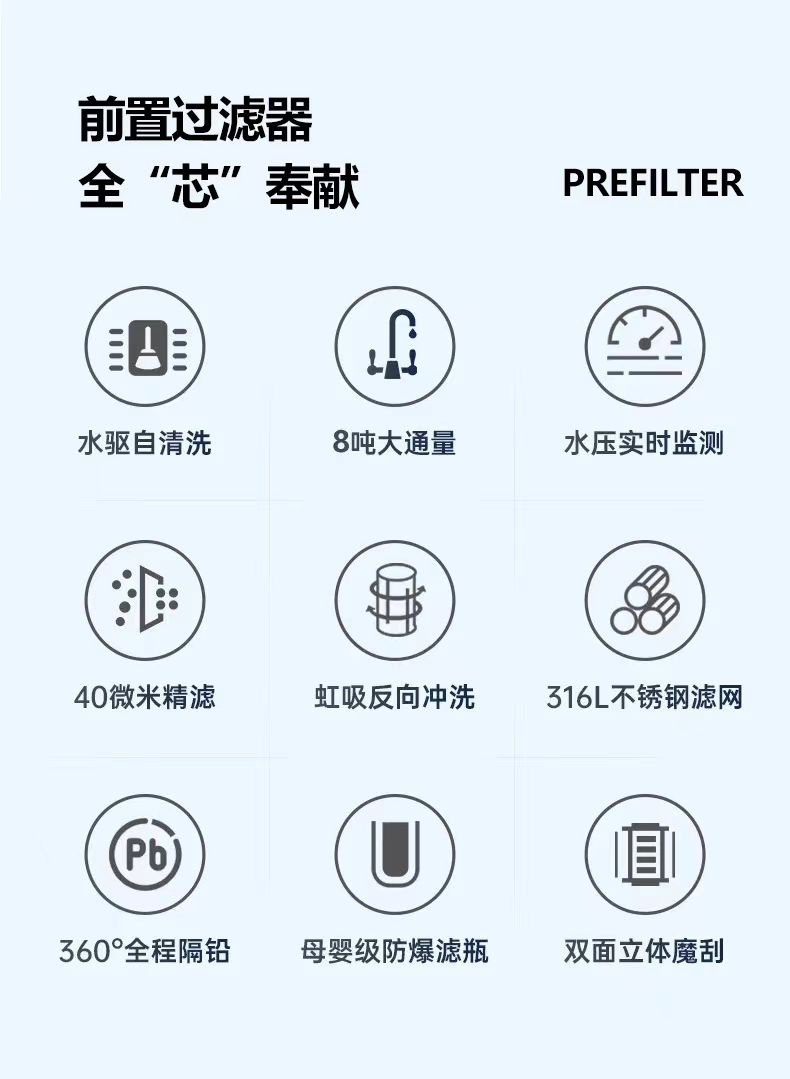 前置过滤器
全“芯”奉献
PREFILTER
水驱自清洗
8吨大通量
水压实时监测
40微米精滤
虹吸反向冲洗
316L不锈钢滤网
Pb
360°全程隔铅
母婴级防爆滤瓶
双面立体魔刮